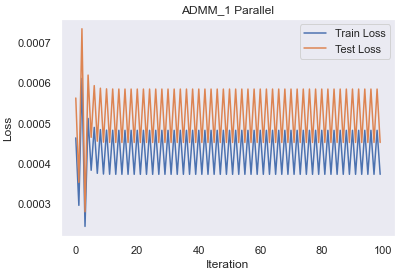 ADMM_1 Parallel
Train Loss
Test Loss
0.0007
0.0006
0.0005
0.0004
0.0003
Loss
0 20 40 60 80 100
Iteration